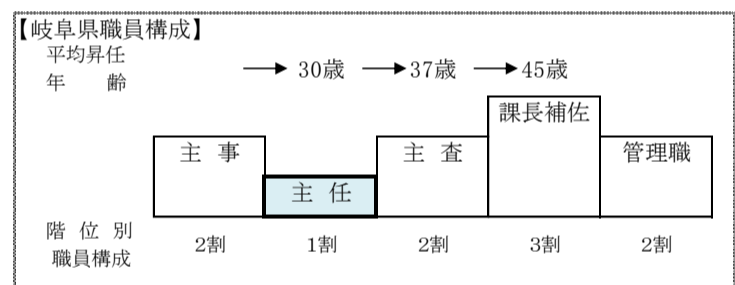 【岐阜県職員構成】
平均昇任
年　　齢
→ 30歳 → 37歳 → 45歳
課長補佐
主 事
主 査
管理職
主 任
階 位 別
職員構成
2割
1割
2割
3割
2割